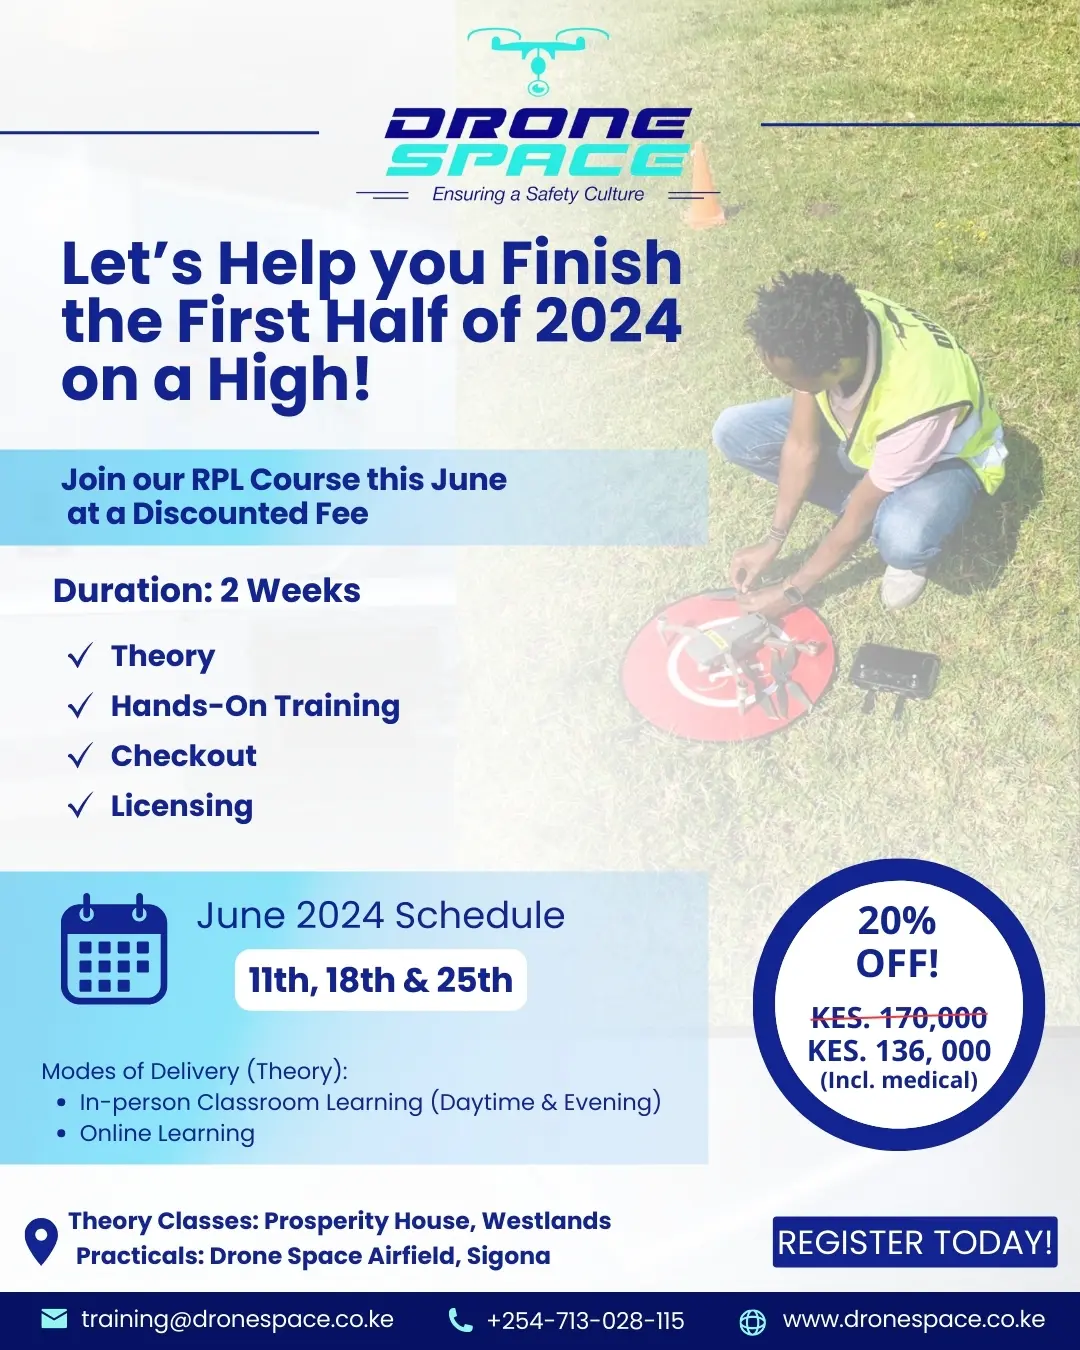 DRONE
SPACE
Ensuring a Safety Culture
Let’s Help you Finish
the First Half of 2024
on a High!
Join our RPL Course this June
at a Discounted Fee
Duration: 2 Weeks
✓ Theory
✓ Hands-On Training
✓ Checkout
✓ Licensing
June 2024 Schedule
11th, 18th & 25th
20%
OFF!
KES. 170,000
KES. 136, 000
(Incl. medical)
Modes of Delivery (Theory):
• In-person Classroom Learning (Daytime & Evening)
• Online Learning
Theory Classes: Prosperity House, Westlands
Practicals: Drone Space Airfield, Sigona
REGISTER TODAY!
training@dronespace.co.ke
+254-713-028-115
www.dronespace.co.ke